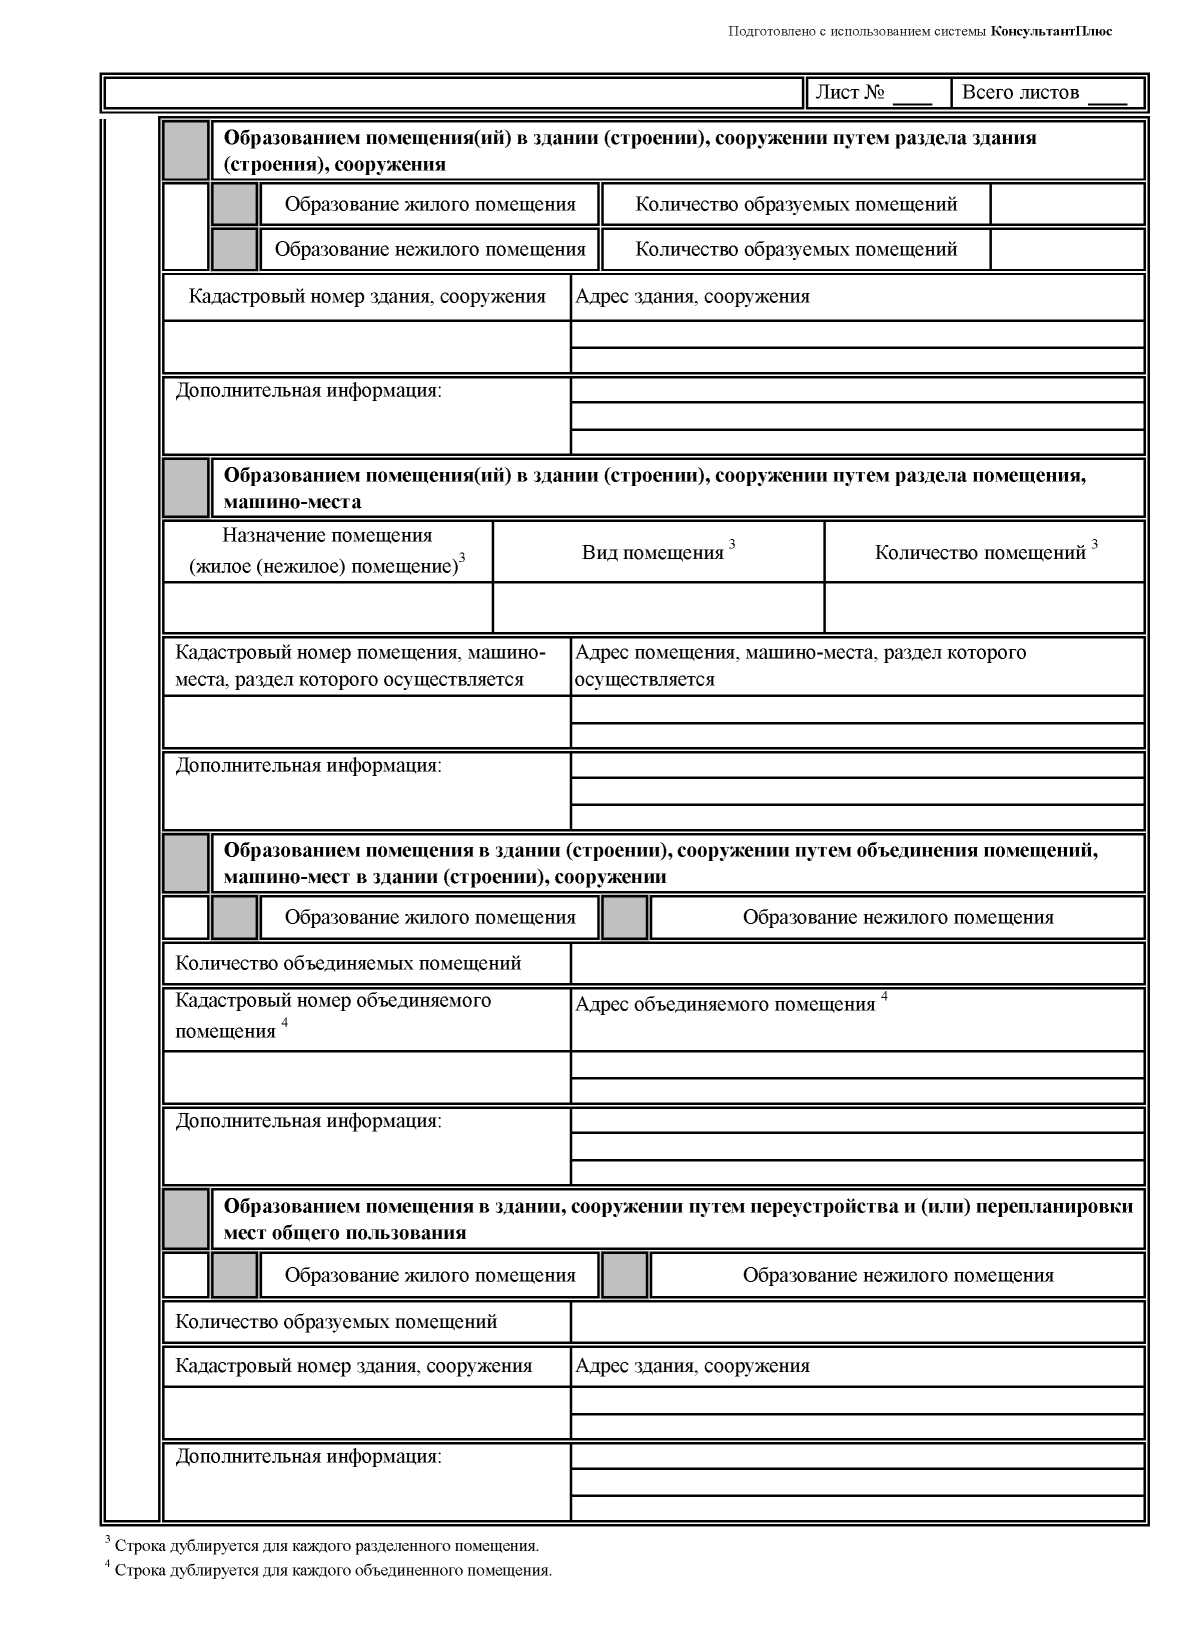 Подготовлено с использованием системы КонсультантПлюс
Лист № ____ Всего листов ____
Образованием помещения(ий) в здании (строении), сооружении путем раздела здания
(строения), сооружения
Образование жилого помещения Количество образуемых помещений
Образование нежилого помещения Количество образуемых помещений
Кадастровый номер здания, сооружения Адрес здания, сооружения
Дополнительная информация:
Образованием помещения(ий) в здании (строении), сооружении путем раздела помещения,
машино-места
Назначение помещения
(жилое (нежилое) помещение)3 Вид помещения 3 Количество помещений 3
Кадастровый номер помещения, машино-
места, раздел которого осуществляется
Адрес помещения, машино-места, раздел которого
осуществляется
Дополнительная информация:
Образованием помещения в здании (строении), сооружении путем объединения помещений,
машино-мест в здании (строении), сооружении
Образование жилого помещения Образование нежилого помещения
Количество объединяемых помещений
Кадастровый номер объединяемого
помещения 4
Адрес объединяемого помещения 4
Дополнительная информация:
Образованием помещения в здании, сооружении путем переустройства и (или) перепланировки
мест общего пользования
Образование жилого помещения Образование нежилого помещения
Количество образуемых помещений
Кадастровый номер здания, сооружения Адрес здания, сооружения
Дополнительная информация:
3 Строка дублируется для каждого разделенного помещения.
4 Строка дублируется для каждого объединенного помещения.